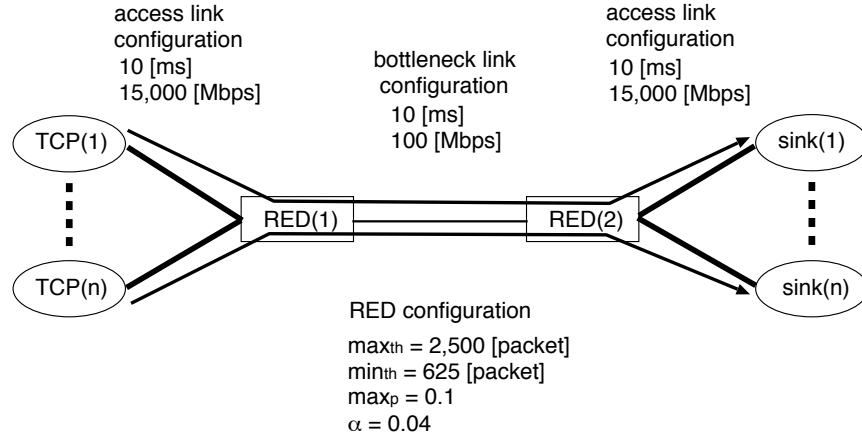 access link
configuration
10 [ms]
15,000 [Mbps]
bottleneck link
configuration
10 [ms]
100 [Mbps]
access link
configuration
10 [ms]
15,000 [Mbps]
TCP(1)
sink(1)
RED(1)
RED(2)
TCP(n)
sink(n)
RED configuration
maxth = 2,500 [packet]
minth = 625 [packet]
maxp = 0.1
α = 0.04